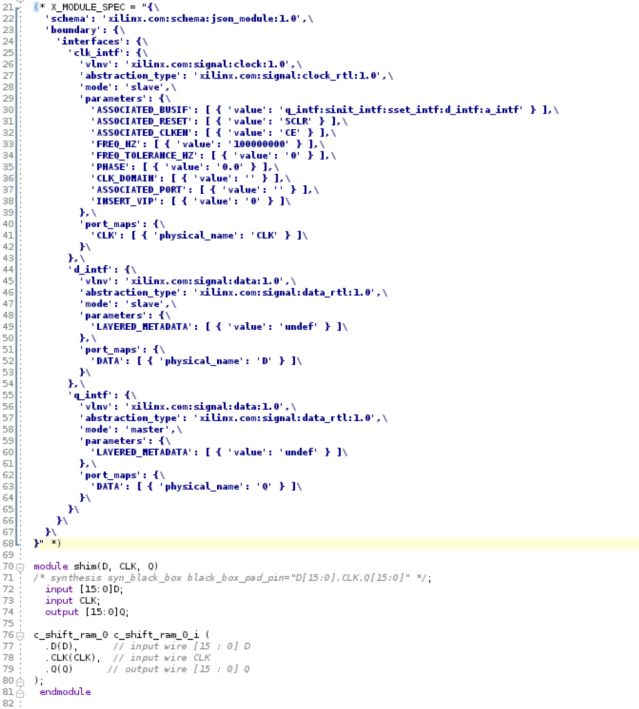 21 (* X_MODULE_SPEC = "{\
22 'schema': 'xilinx.com:schema:json_module:1.0',\
23 'boundary': {\
24 'interfaces': {\
25 'clk_intf': {\
26 'vlnv': 'xilinx.com:signal:clock:1.0',\
27 'abstraction_type': 'xilinx.com:signal:clock_rtl:1.0',\
28 'mode': 'slave',\
29 'parameters': {\
30 'ASSOCIATED_BUSIF': [ { 'value': 'q_intf:sinit_intf:sset_intf:d_intf:a_intf' } ],\
31 'ASSOCIATED_RESET': [ { 'value': 'SCLR' } ],\
32 'ASSOCIATED_CLKEN': [ { 'value': 'CE' } ],\
33 'FREQ_HZ': [ { 'value': '100000000' } ],\
34 'FREQ_TOLERANCE_HZ': [ { 'value': '0' } ],\
35 'PHASE': [ { 'value': '0.0' } ],\
36 'CLK_DOMAIN': [ { 'value': '' } ],\
37 'ASSOCIATED_PORT': [ { 'value': '' } ],\
38 'INSERT_VIP': [ { 'value': '0' } ]\
39 },\
40 'port_maps': {\
41 'CLK': [ { 'physical_name': 'CLK' } ]\
42 }\
43 },\
44 'd_intf': {\
45 'vlnv': 'xilinx.com:signal:data:1.0',\
46 'abstraction_type': 'xilinx.com:signal:data_rtl:1.0',\
47 'mode': 'slave',\
48 'parameters': {\
49 'LAYERED_METADATA': [ { 'value': 'undef' } ]\
50 },\
51 'port_maps': {\
52 'DATA': [ { 'physical_name': 'D' } ]\
53 }\
54 },\
55 'q_intf': {\
56 'vlnv': 'xilinx.com:signal:data:1.0',\
57 'abstraction_type': 'xilinx.com:signal:data_rtl:1.0',\
58 'mode': 'master',\
59 'parameters': {\
60 'LAYERED_METADATA': [ { 'value': 'undef' } ]\
61 },\
62 'port_maps': {\
63 'DATA': [ { 'physical_name': 'Q' } ]\
64 }\
65 }\
66 }\
67 }\
68 }" *)
69
70 module shim(D, CLK, Q)
71 /* synthesis syn_black_box black_box_pad_pin="D[15:0],CLK,Q[15:0]" */;
72 input [15:0]D;
73 input CLK;
74 output [15:0]Q;
75
76 c_shift_ram_0 c_shift_ram_0_i (
77 .D(D), // input wire [15 : 0] D
78 .CLK(CLK), // input wire CLK
79 .Q(Q) // output wire [15 : 0] Q
80 );
81 endmodule
82